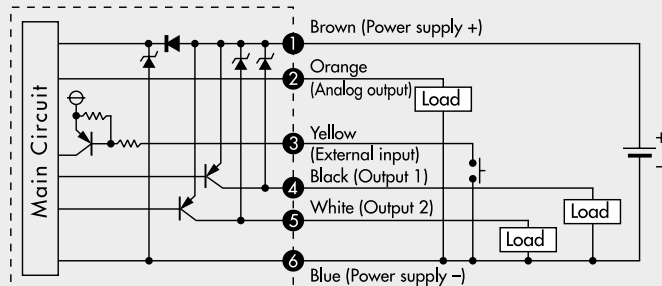 Main Circuit
1 Brown (Power supply +)
2 Orange
(Analog output)
Load
3 Yellow
(External input)
4 Black (Output 1)
5 White (Output 2)
Load
Load
6
Blue (Power supply –)
+
–